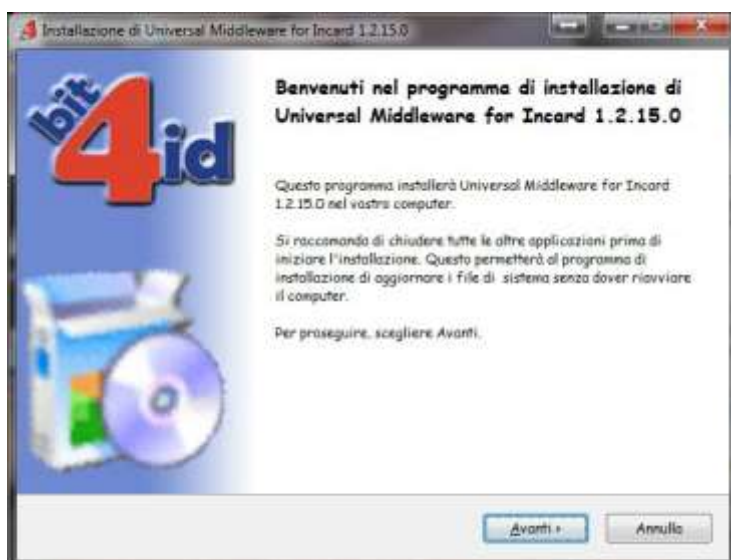 Installazione di Universal Middleware for Incard 1.2.15.0
bit
4id
Benvenuti nel programma di installazione di
Universal Middleware for Incard 1.2.15.0
Questo programma installerà Universal Middleware for Incard
1.2.15.0 nel vostro computer.
Si raccomanda di chiudere tutte le altre applicazioni prima di
iniziare l'installazione. Questo permetterà al programma di
installazione di aggiornare i file di sistema senza dover riavviare
il computer.
Per proseguire, scegliere Avanti.
Avanti >
Annulla